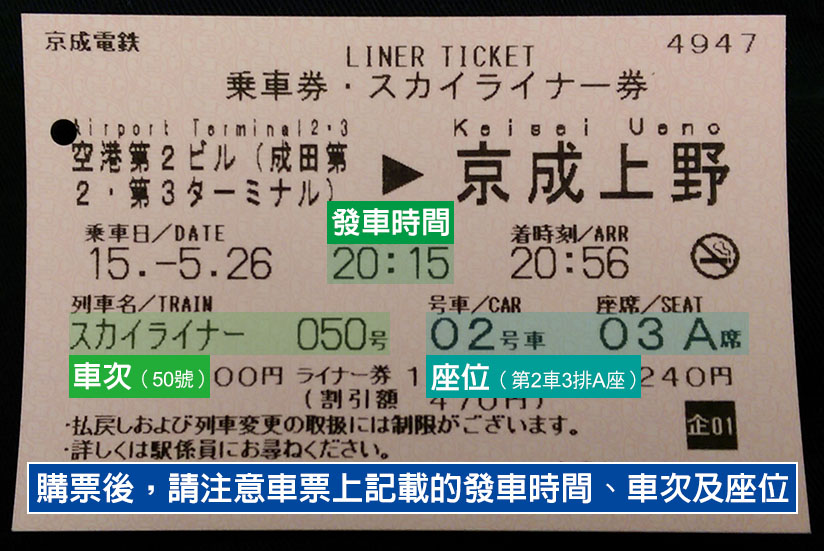 京成電鉄
4947
LINER TICKET
乗車券・スカイライナー券
Airport Terminal2・3
空港第2ビル(成田第
2・第3ターミナル)
▶
Keisei Ueno
京成上野
發車時間
乗車日/DATE
着時刻/ARR
15.-5.26
20:15
20:56
列車名/TRAIN
号車/CAR
座席/SEAT
スカイライナー 050号
02号車
03 A席
車次(50號)
00円 ライナー券 1
座位(第2車3排A座)
240円
(割引額 470円)
・払戻しおよび列車変更の取扱には制限がございます。
・詳しくは駅係員にお尋ねください。
企01
購票後,請注意車票上記載的發車時間、車次及座位